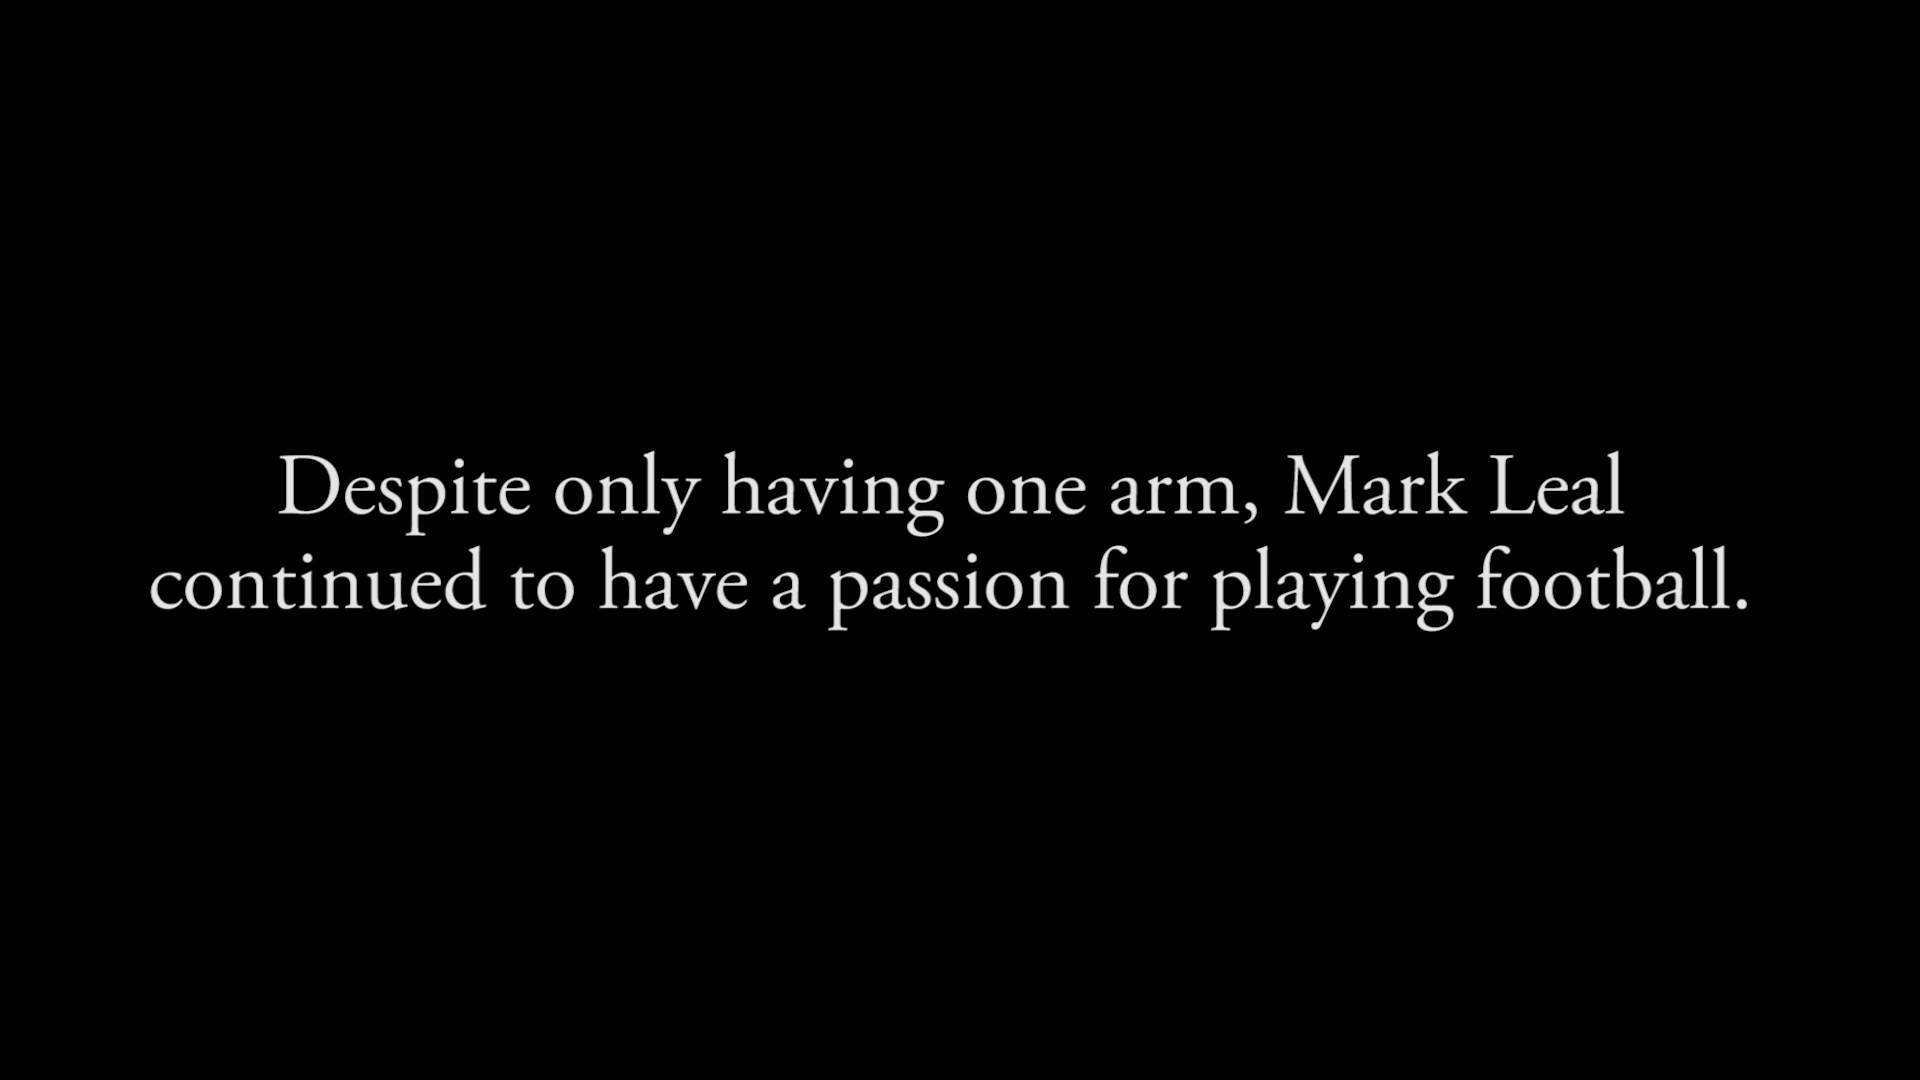 Despite only having one arm, Mark Leal
continued to have a passion for playing football.